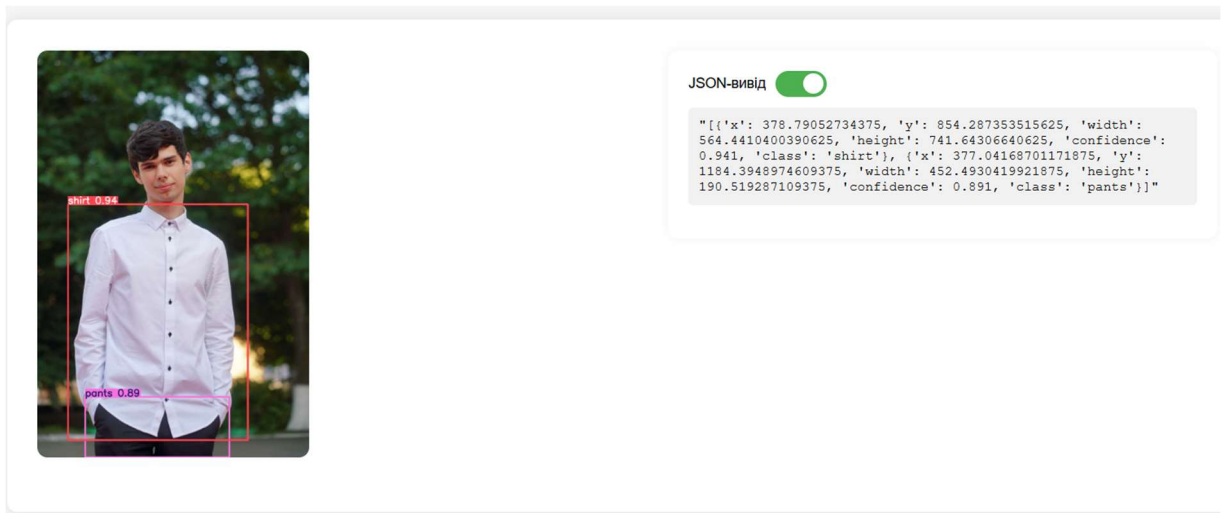 shirt 0.94
pants 0.89
JSON-вивід
"[{'x': 378.79052734375, 'y': 854.287353515625, 'width':
564.4410400390625, 'height': 741.64306640625, 'confidence':
0.941, 'class': 'shirt'}, {'x': 377.04168701171875, 'y':
1184.3948974609375, 'width': 452.4930419921875, 'height':
190.519287109375, 'confidence': 0.891, 'class': 'pants'}]"